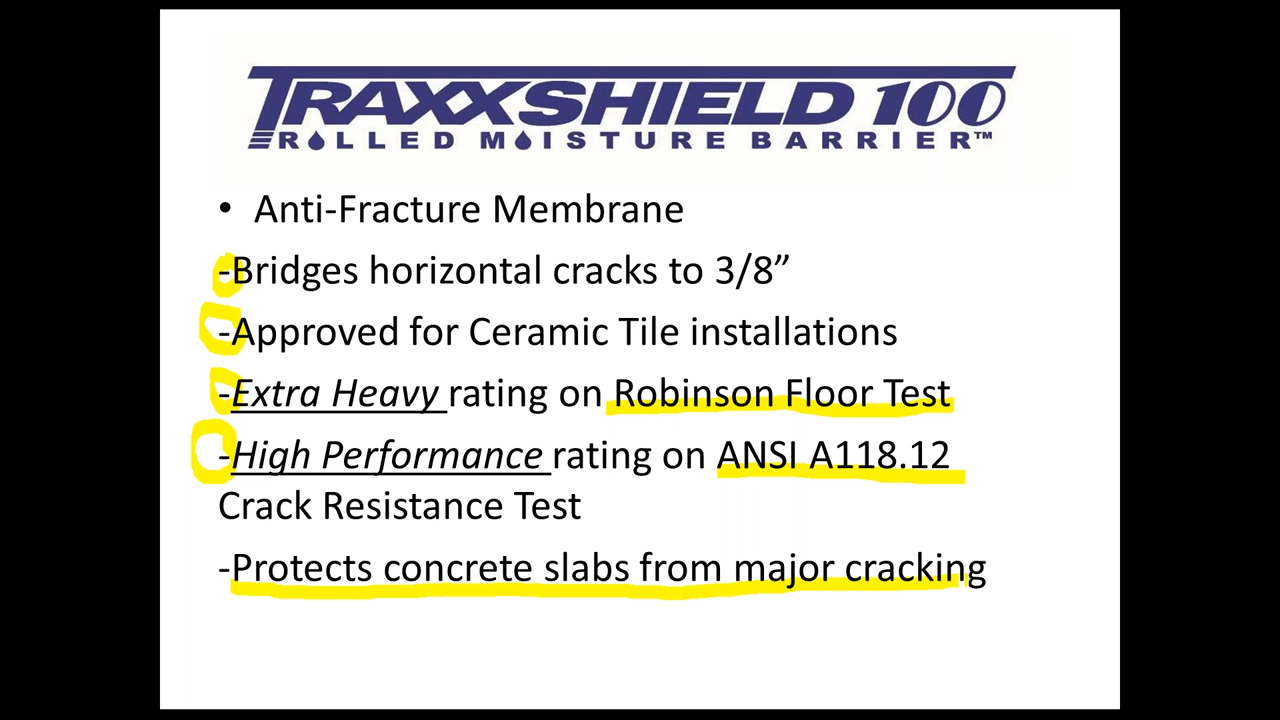 TRAXXSHIELD 100
ROLLED MOISTURE BARRIER™
• Anti-Fracture Membrane
-Bridges horizontal cracks to 3/8”
-Approved for Ceramic Tile installations
-Extra Heavy rating on Robinson Floor Test
-High Performance rating on ANSI A118.12
Crack Resistance Test
-Protects concrete slabs from major cracking